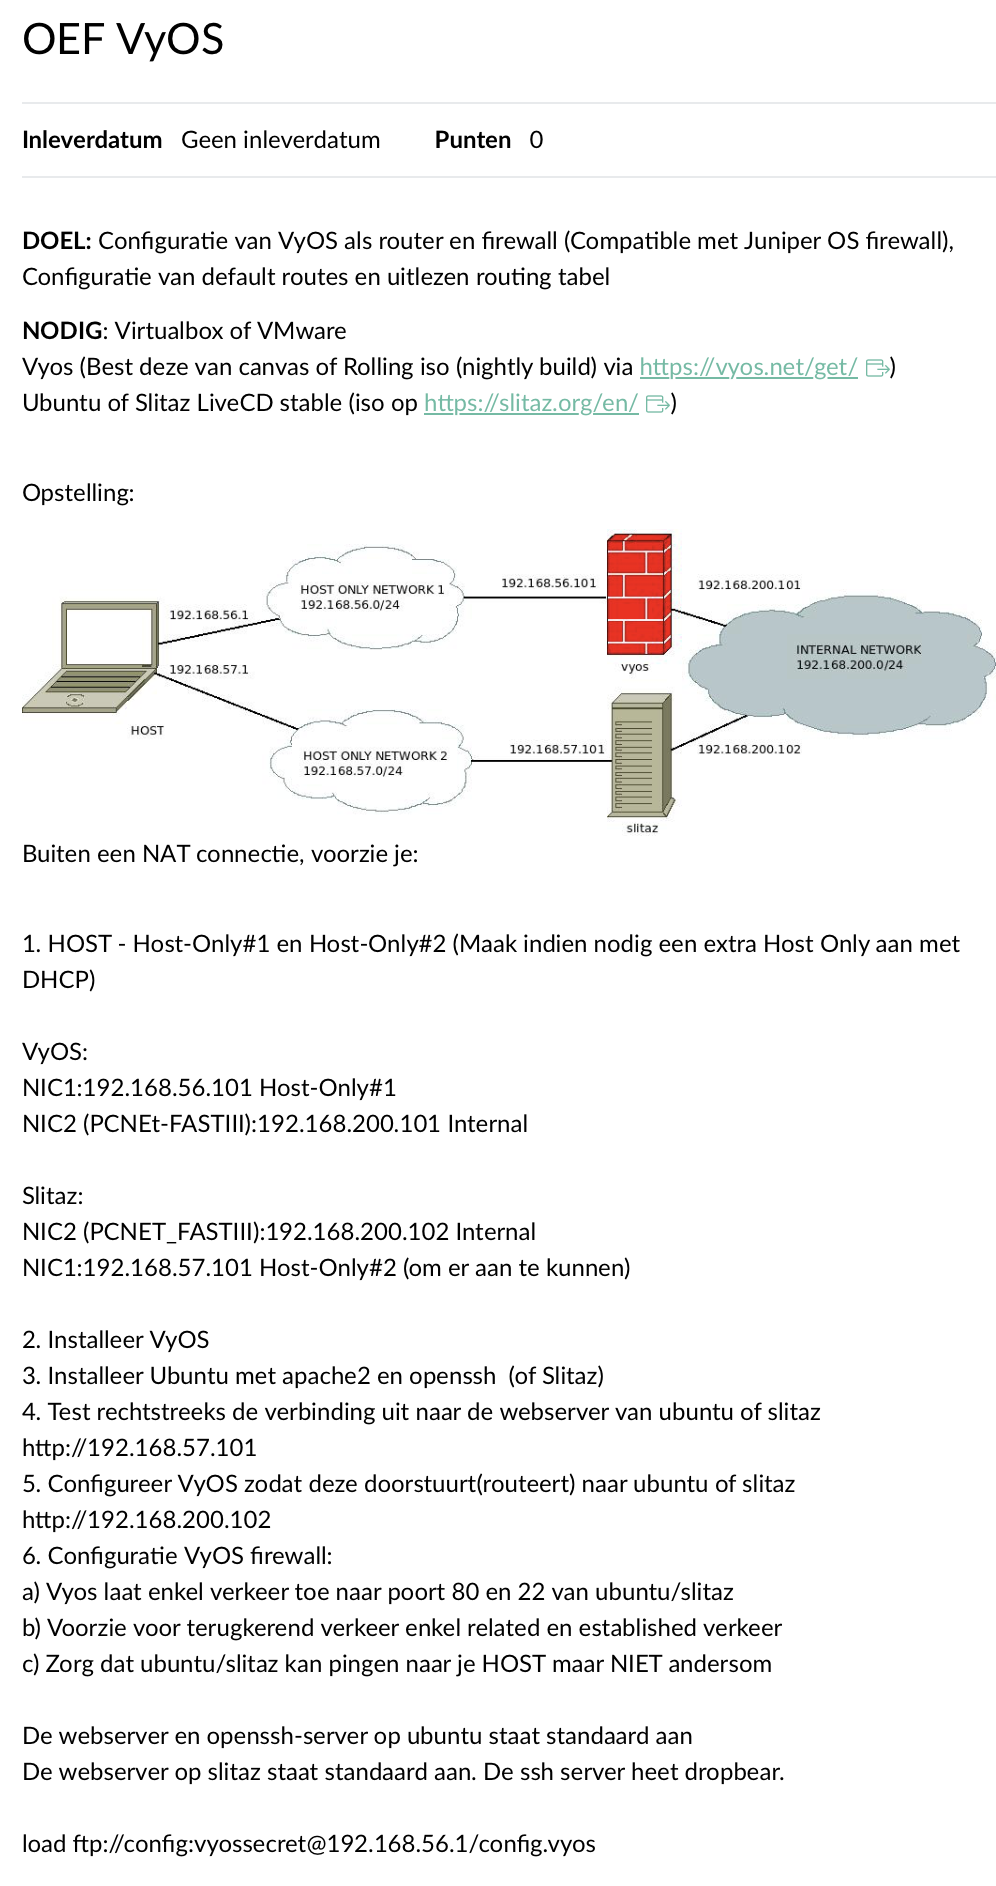 OEF VyOS
Inleverdatum Geen inleverdatum Punten 0
DOEL: Configuratie van VyOS als router en firewall (Compatible met Juniper OS firewall),
Configuratie van default routes en uitlezen routing tabel
NODIG: Virtualbox of VMware
Vyos (Best deze van canvas of Rolling iso (nightly build) via https://vyos.net/get/ )
Ubuntu of Slitaz LiveCD stable (iso op https://slitaz.org/en/ )
Opstelling:
HOST ONLY NETWORK 1
192.168.56.0/24
192.168.56.101
192.168.200.101
192.168.56.1
192.168.57.1
INTERNAL NETWORK
192.168.200.0/24
vyos
HOST
HOST ONLY NETWORK 2
192.168.57.0/24
192.168.57.101
192.168.200.102
slitaz
Buiten een NAT connectie, voorzie je:
1. HOST - Host-Only#1 en Host-Only#2 (Maak indien nodig een extra Host Only aan met
DHCP)
VyOS:
NIC1:192.168.56.101 Host-Only#1
NIC2 (PCNEt-FASTIII):192.168.200.101 Internal
Slitaz:
NIC2 (PCNET_FASTIII):192.168.200.102 Internal
NIC1:192.168.57.101 Host-Only#2 (om er aan te kunnen)
2. Installeer VyOS
3. Installeer Ubuntu met apache2 en openssh (of Slitaz)
4. Test rechtstreeks de verbinding uit naar de webserver van ubuntu of slitaz
http://192.168.57.101
5. Configureer VyOS zodat deze doorstuurt(routeert) naar ubuntu of slitaz
http://192.168.200.102
6. Configuratie VyOS firewall:
a) Vyos laat enkel verkeer toe naar poort 80 en 22 van ubuntu/slitaz
b) Voorzie voor terugkerend verkeer enkel related en established verkeer
c) Zorg dat ubuntu/slitaz kan pingen naar je HOST maar NIET andersom
De webserver en openssh-server op ubuntu staat standaard aan
De webserver op slitaz staat standaard aan. De ssh server heet dropbear.
load ftp://config:vyossecret@192.168.56.1/config.vyos